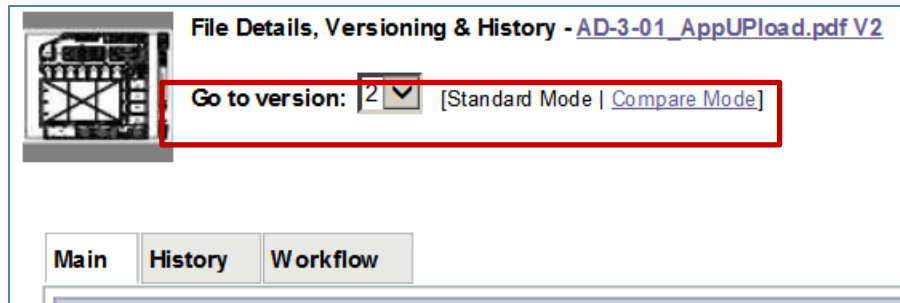 File Details, Versioning & History - AD-3-01_AppUPload.pdf V2
Go to version: 2 [Standard Mode | Compare Mode]
Main History Workflow